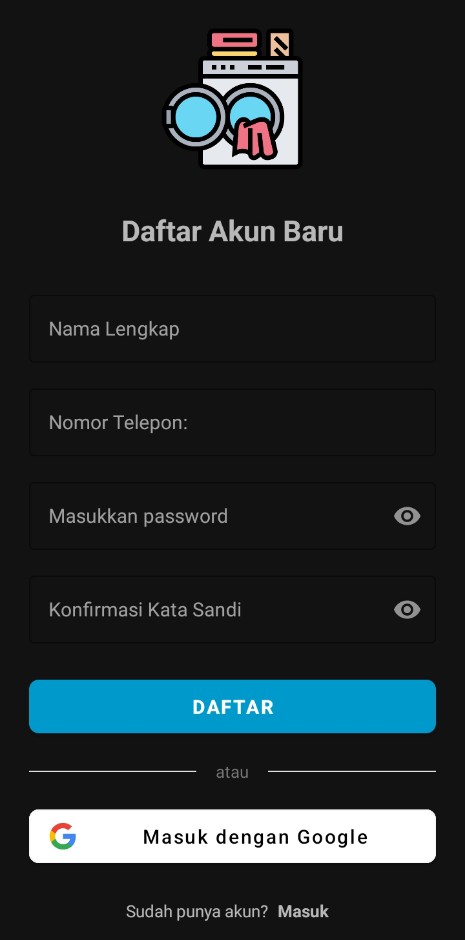 Daftar Akun Baru
Nama Lengkap
Nomor Telepon:
Masukkan password
Konfirmasi Kata Sandi
DAFTAR
atau
Masuk dengan Google
Sudah punya akun? Masuk